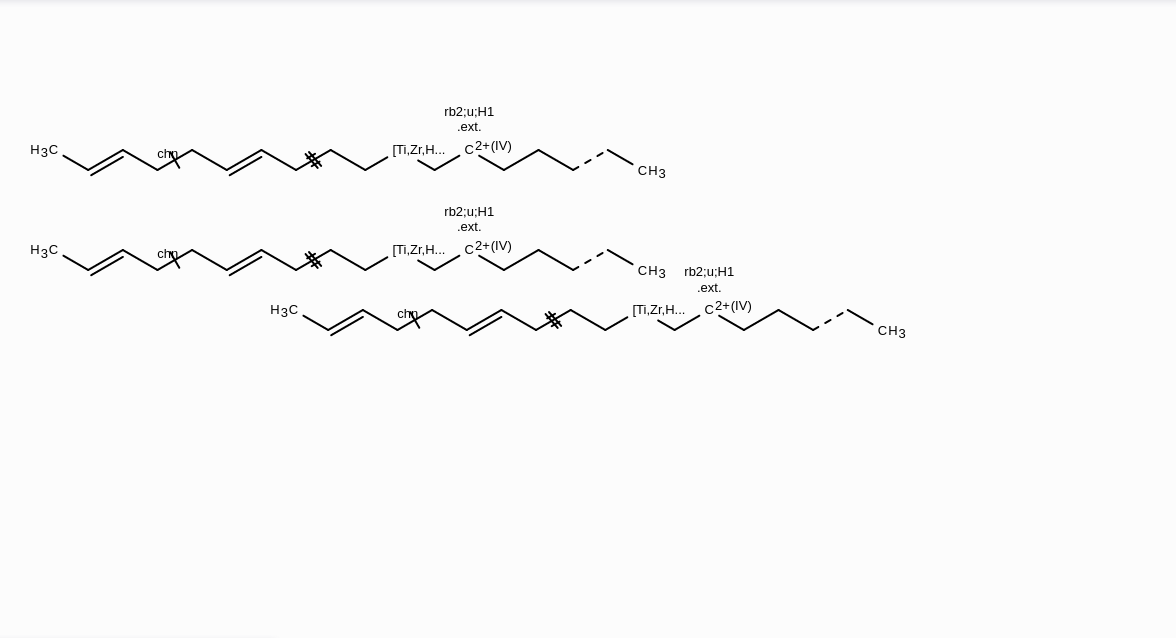 rb2;u;H1
.ext.
H3C chn [Ti,Zr,H... C2+(IV) CH3
rb2;u;H1
.ext.
H3C chn [Ti,Zr,H... C2+(IV) CH3
rb2;u;H1
.ext.
H3C chn [Ti,Zr,H... C2+(IV) CH3